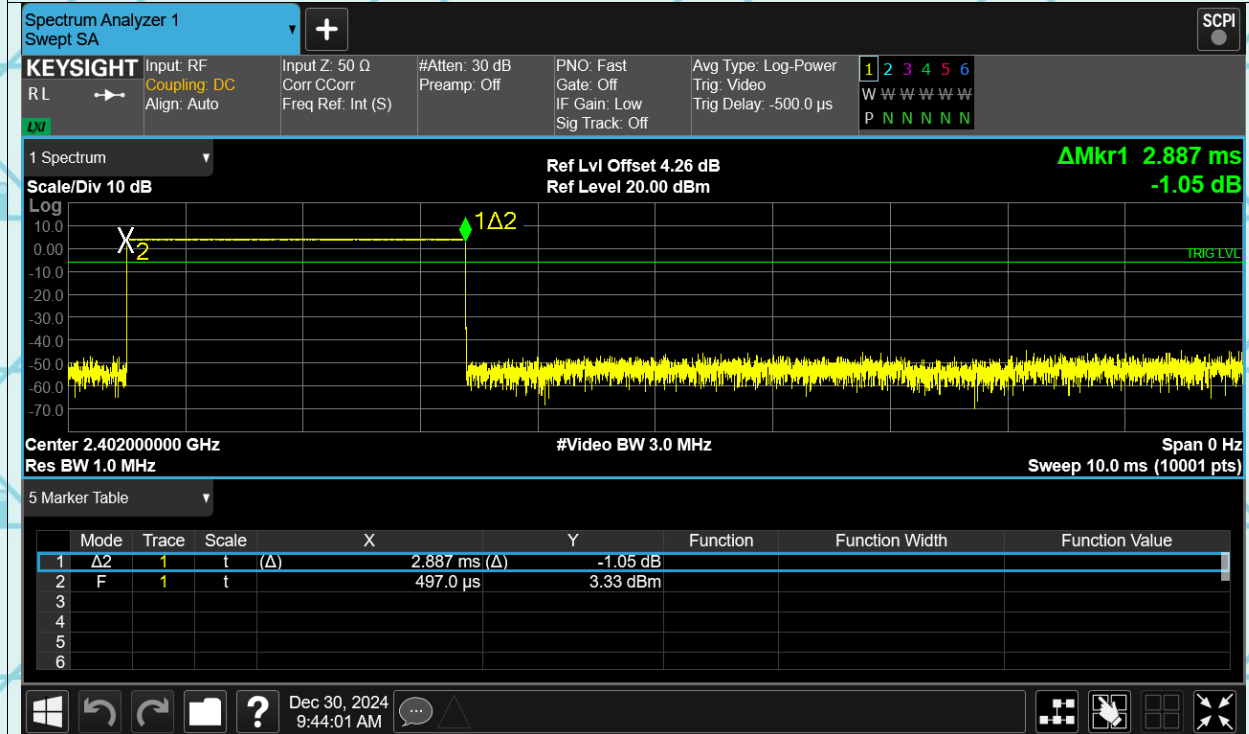 Spectrum Analyzer 1
Swept SA
+
SCPI
KEYSIGHT
R L
LXI
Input: RF
Coupling: DC
Align: Auto
Input Z: 50 Ω
Corr CCorr
Freq Ref: Int (S)
#Atten: 30 dB
Preamp: Off
PNO: Fast
Gate: Off
IF Gain: Low
Sig Track: Off
Avg Type: Log-Power
Trig: Video
Trig Delay: -500.0 µs
1 2 3 4 5 6
W W W W W W
P N N N N N
1 Spectrum
Scale/Div 10 dB
Ref Lvl Offset 4.26 dB
Ref Level 20.00 dBm
ΔMkr1 2.887 ms
-1.05 dB
Log
10.0
0.00
-10.0
-20.0
-30.0
-40.0
-50.0
-60.0
-70.0
X2
1Δ2
TRIG LVL
Center 2.402000000 GHz
#Video BW 3.0 MHz
Span 0 Hz
Res BW 1.0 MHz
Sweep 10.0 ms (10001 pts)
5 Marker Table
Mode Trace Scale X Y Function Function Width Function Value
1 Δ2 1 t (Δ) 2.887 ms (Δ) -1.05 dB
2 F 1 t 497.0 µs 3.33 dBm
3
4
5
6
?
Dec 30, 2024
9:44:01 AM